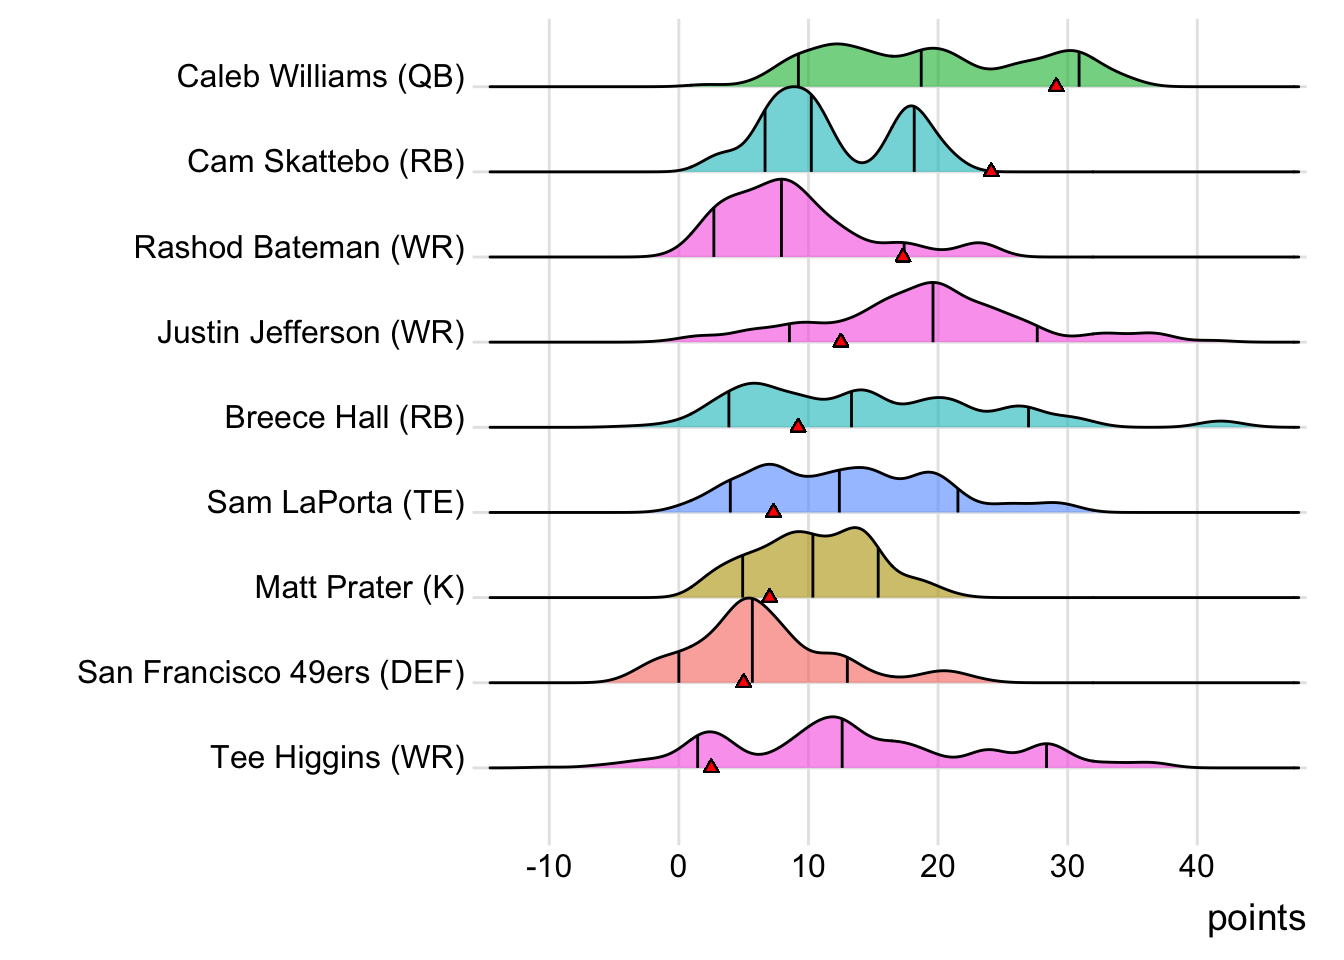 Caleb Williams (QB)
Cam Skattebo (RB)
Rashod Bateman (WR)
Justin Jefferson (WR)
Breece Hall (RB)
Sam LaPorta (TE)
Matt Prater (K)
San Francisco 49ers (DEF)
Tee Higgins (WR)
-10 0 10 20 30 40
points